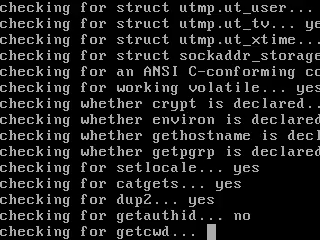 checking for struct utmp.ut_user...
checking for struct utmp.ut_tv... ye
checking for struct utmp.ut_xtime...
checking for struct sockaddr_storage
checking for an ANSI C-conforming co
checking for working volatile... yes
checking whether crypt is declared..
checking whether environ is declared
checking whether gethostname is decl
checking whether getpgrp is declared
checking for setlocale... yes
checking for catgets... yes
checking for dup2... yes
checking for getauthid... no
checking for getcwd...